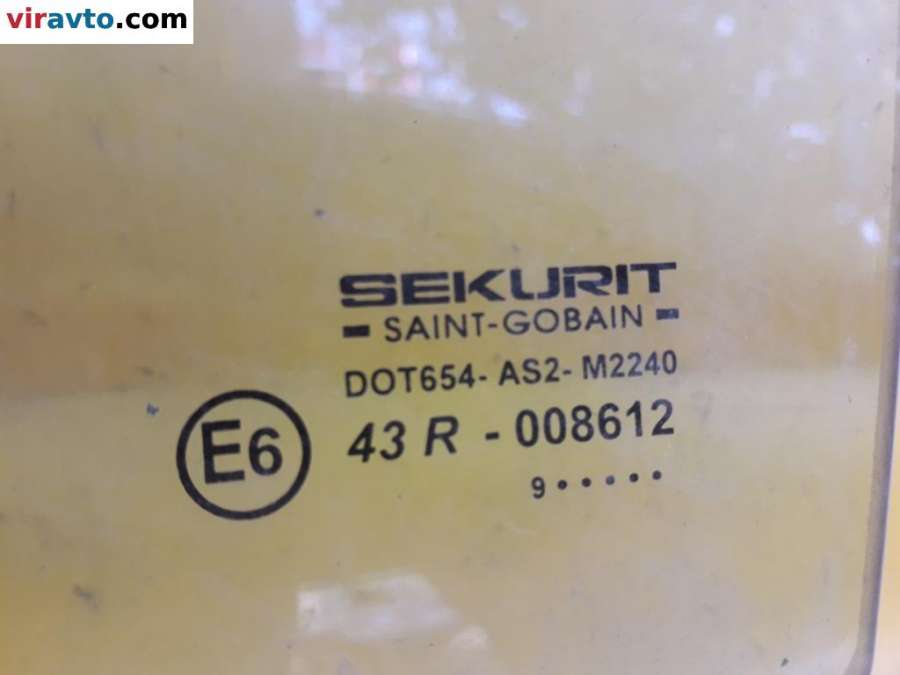 viravto.com
SEKURIT
- SAINT-GOBAIN -
DOT654- AS2- M2240
E6
43 R - 008612
9 • • • • •